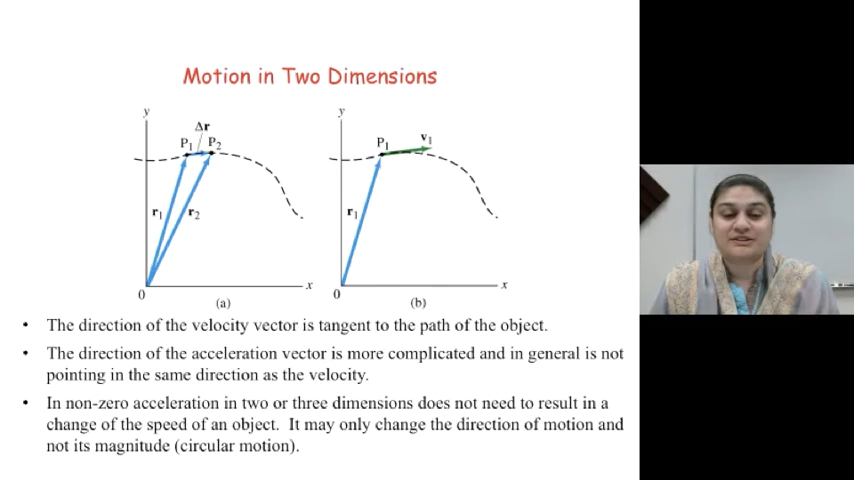 Motion in Two Dimensions
y
Δr
P1 P2
r1 r2
0
x
(a)
y
P1
v1
r1
0
x
(b)
• The direction of the velocity vector is tangent to the path of the object.
• The direction of the acceleration vector is more complicated and in general is not
pointing in the same direction as the velocity.
• In non-zero acceleration in two or three dimensions does not need to result in a
change of the speed of an object. It may only change the direction of motion and
not its magnitude (circular motion).